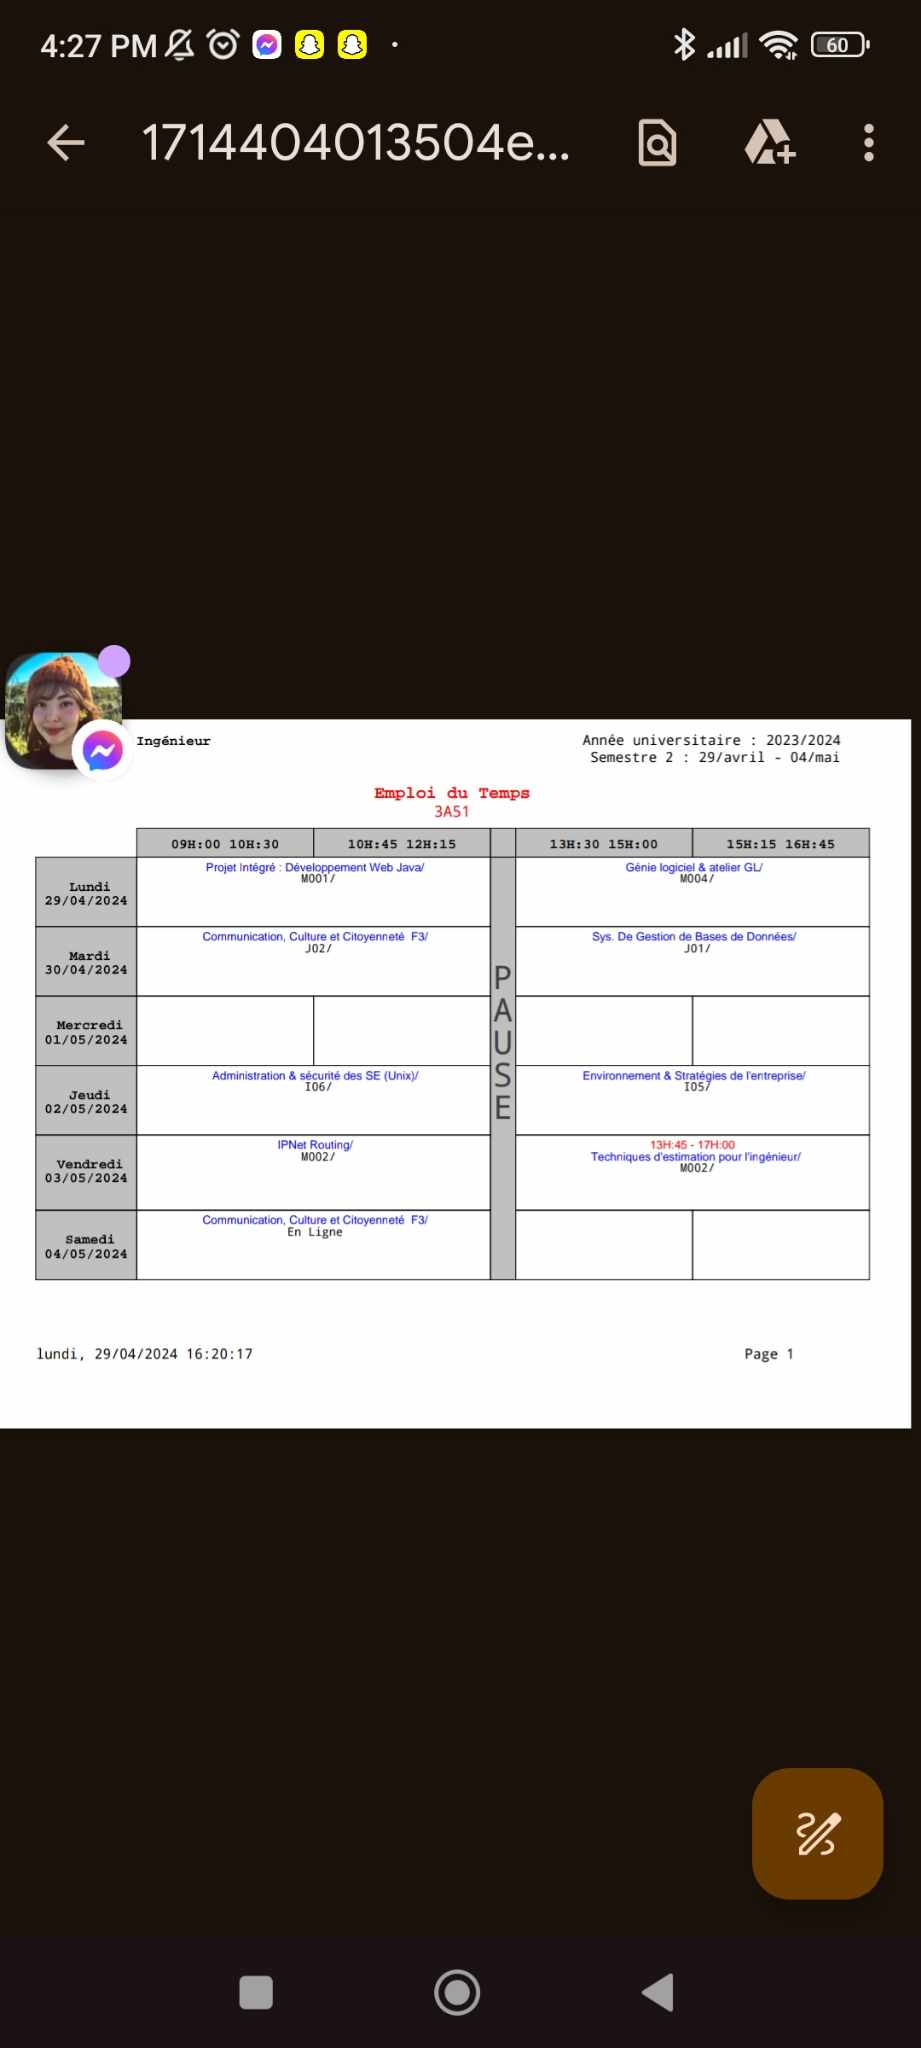 4:27 PM
60
1714404013504e...
Ingénieur
Année universitaire : 2023/2024
Semestre 2 : 29/avril - 04/mai
Emploi du Temps
3A51
09H:00 10H:30 10H:45 12H:15 13H:30 15H:00 15H:15 16H:45
Lundi
29/04/2024
Projet Intégré : Développement Web Java/
M001/
Génie logiciel & atelier GL/
M004/
Mardi
30/04/2024
Communication, Culture et Citoyenneté F3/
J02/
Sys. De Gestion de Bases de Données/
J01/
PAUSE
Mercredi
01/05/2024
Jeudi
02/05/2024
Administration & sécurité des SE (Unix)/
I06/
Environnement & Stratégies de l'entreprise/
I05/
Vendredi
03/05/2024
IPNet Routing/
M002/
13H:45 - 17H:00
Techniques d'estimation pour l'ingénieur/
M002/
Samedi
04/05/2024
Communication, Culture et Citoyenneté F3/
En Ligne
lundi, 29/04/2024 16:20:17
Page 1